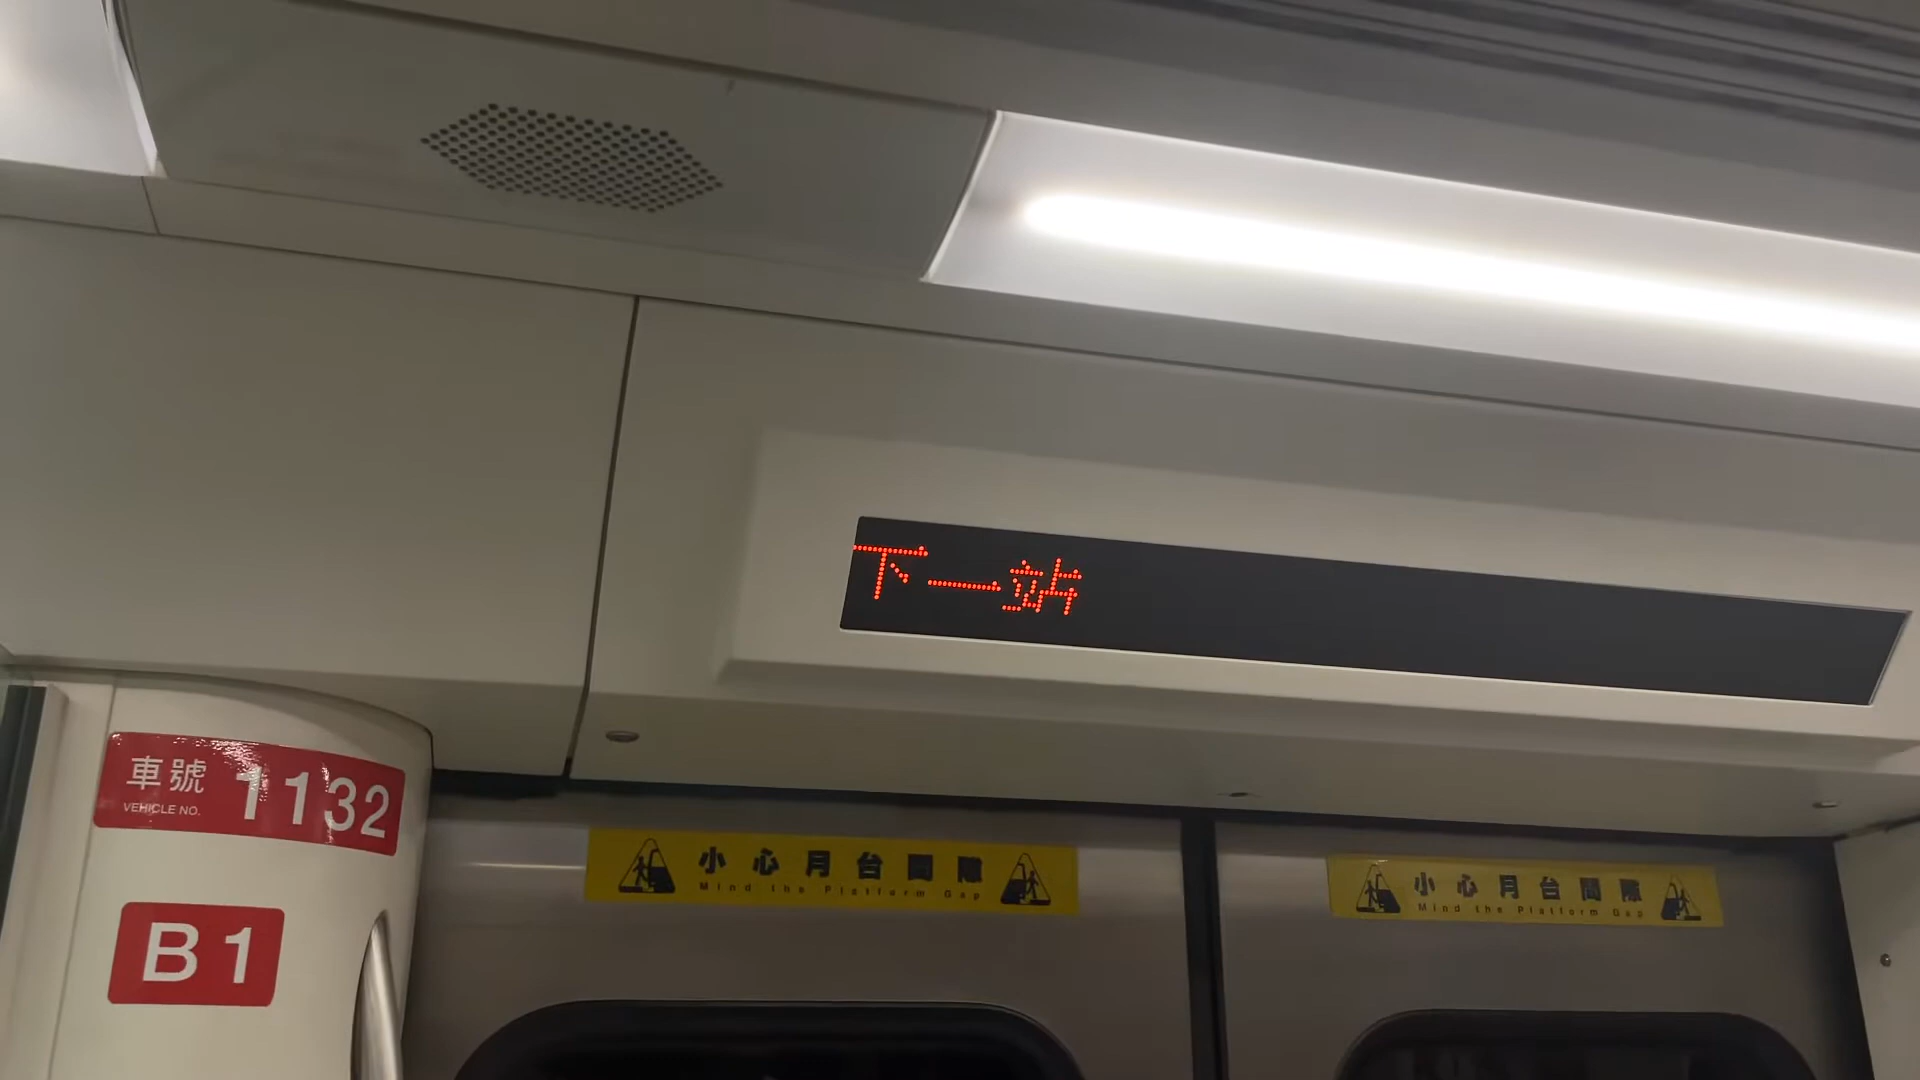 下一站
車號 1132
VEHICLE NO.
B1
小心月台間隙
Mind the Platform Gap
小心月台間隙
Mind the Platform Gap